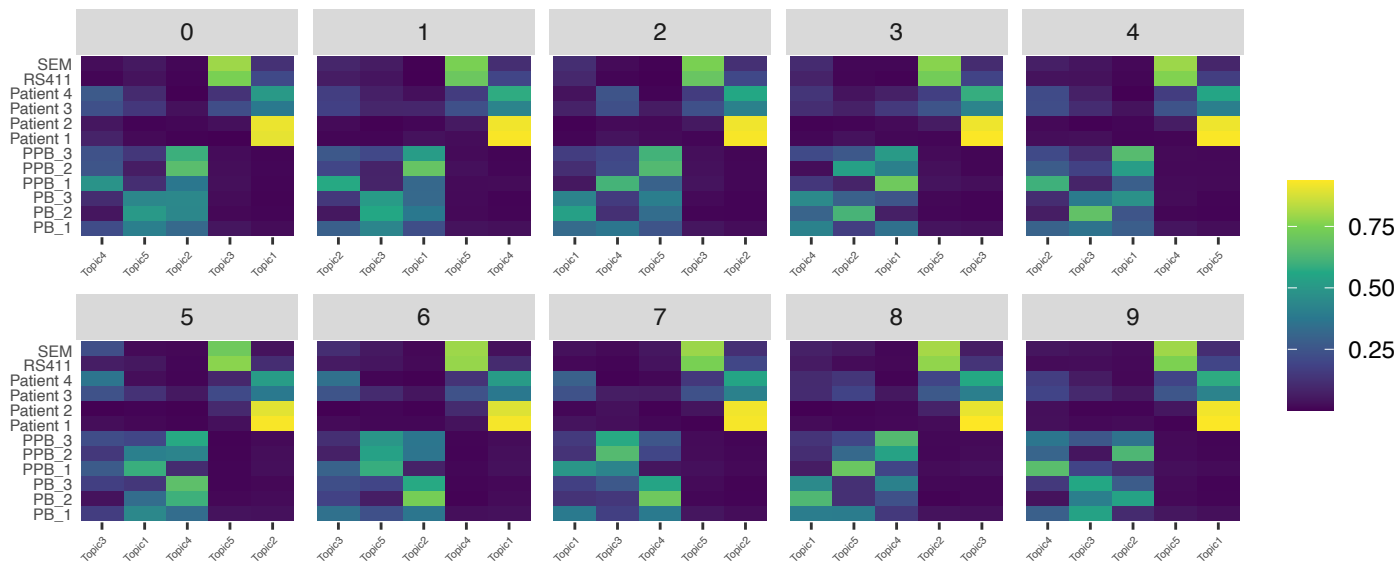 0 1 2 3 4
SEM
RS411
Patient 4
Patient 3
Patient 2
Patient 1
PPB_3
PPB_2
PPB_1
PB_3
PB_2
PB_1
Topic4 Topic5 Topic2 Topic3 Topic1 Topic2 Topic3 Topic1 Topic5 Topic4 Topic1 Topic4 Topic5 Topic3 Topic2 Topic4 Topic2 Topic1 Topic5 Topic3 Topic2 Topic3 Topic1 Topic4 Topic5
5 6 7 8 9
SEM
RS411
Patient 4
Patient 3
Patient 2
Patient 1
PPB_3
PPB_2
PPB_1
PB_3
PB_2
PB_1
Topic3 Topic1 Topic4 Topic5 Topic2 Topic3 Topic5 Topic2 Topic4 Topic1 Topic1 Topic3 Topic4 Topic5 Topic2 Topic1 Topic5 Topic4 Topic2 Topic3 Topic4 Topic3 Topic2 Topic5 Topic1
0.75
0.50
0.25